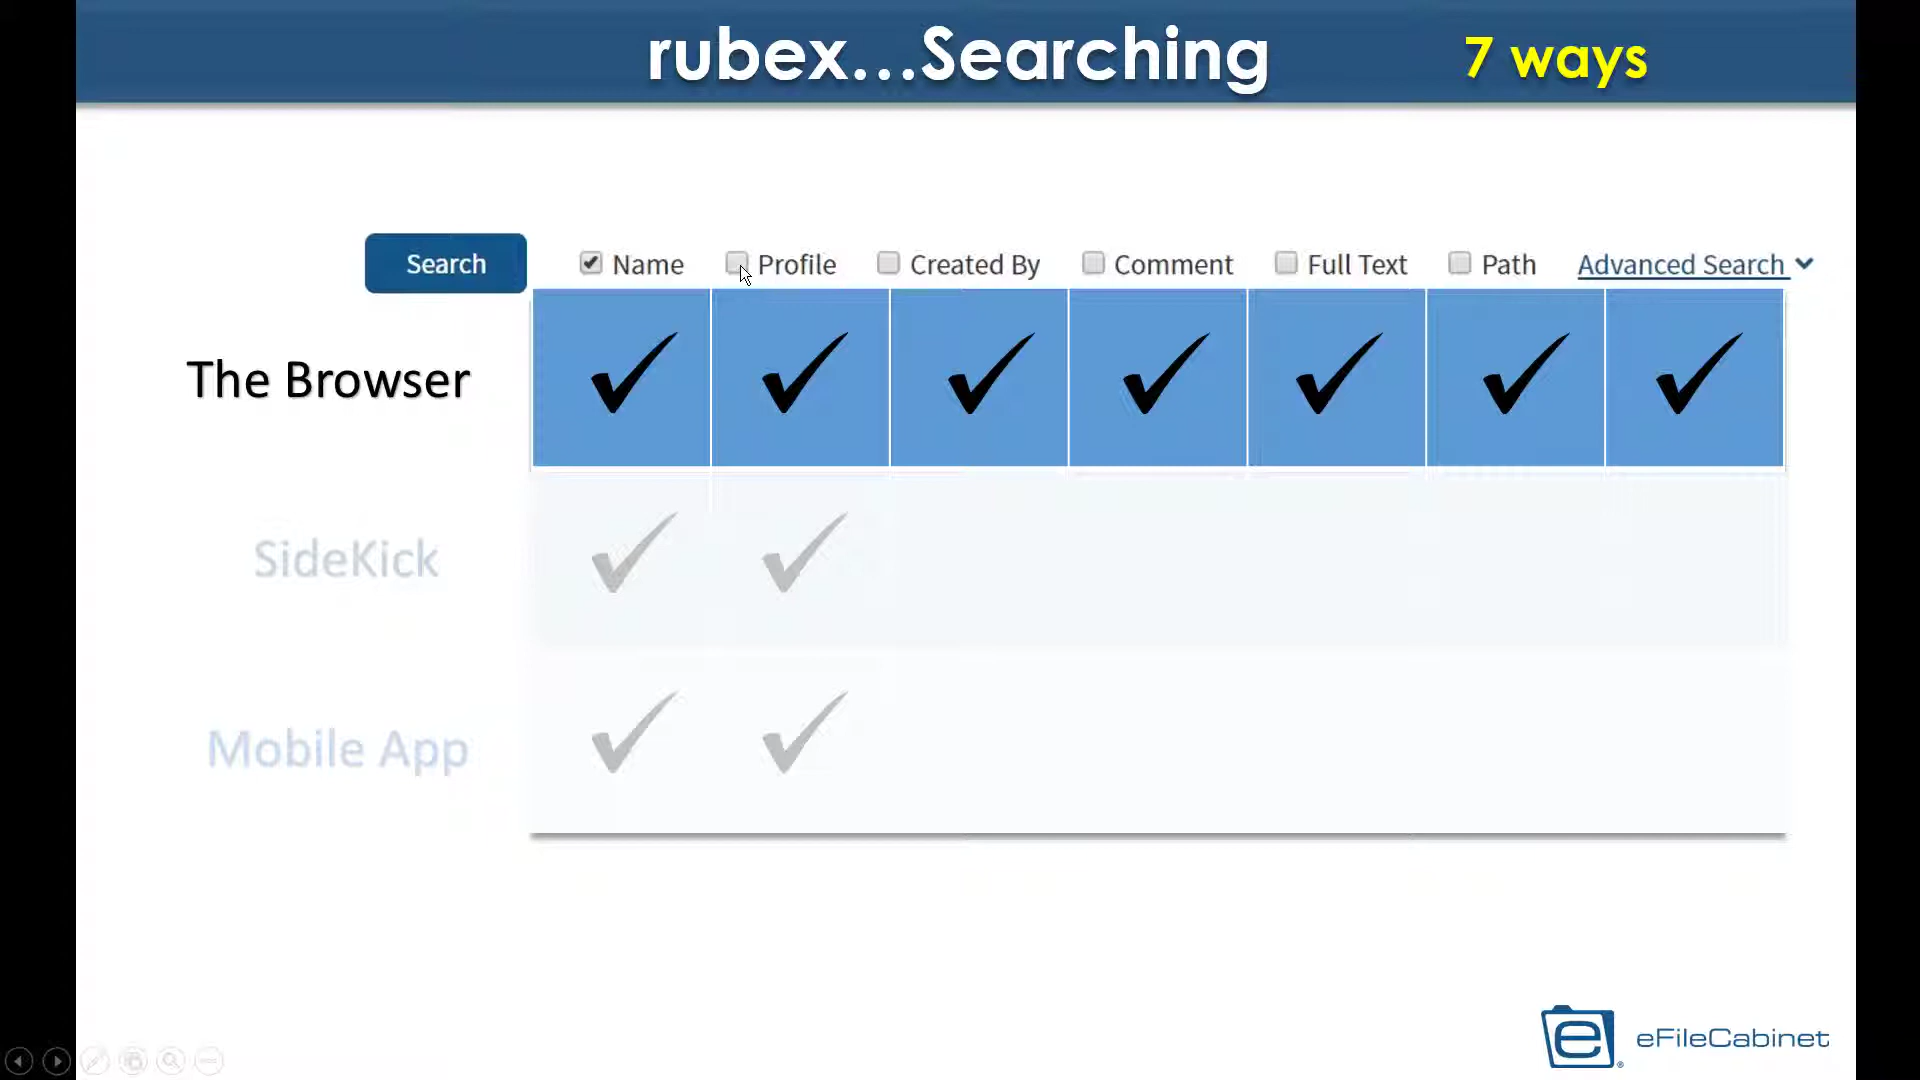 rubex...Searching 7 ways
Search Name Profile Created By Comment Full Text Path Advanced Search
The Browser
SideKick
Mobile App
e eFileCabinet